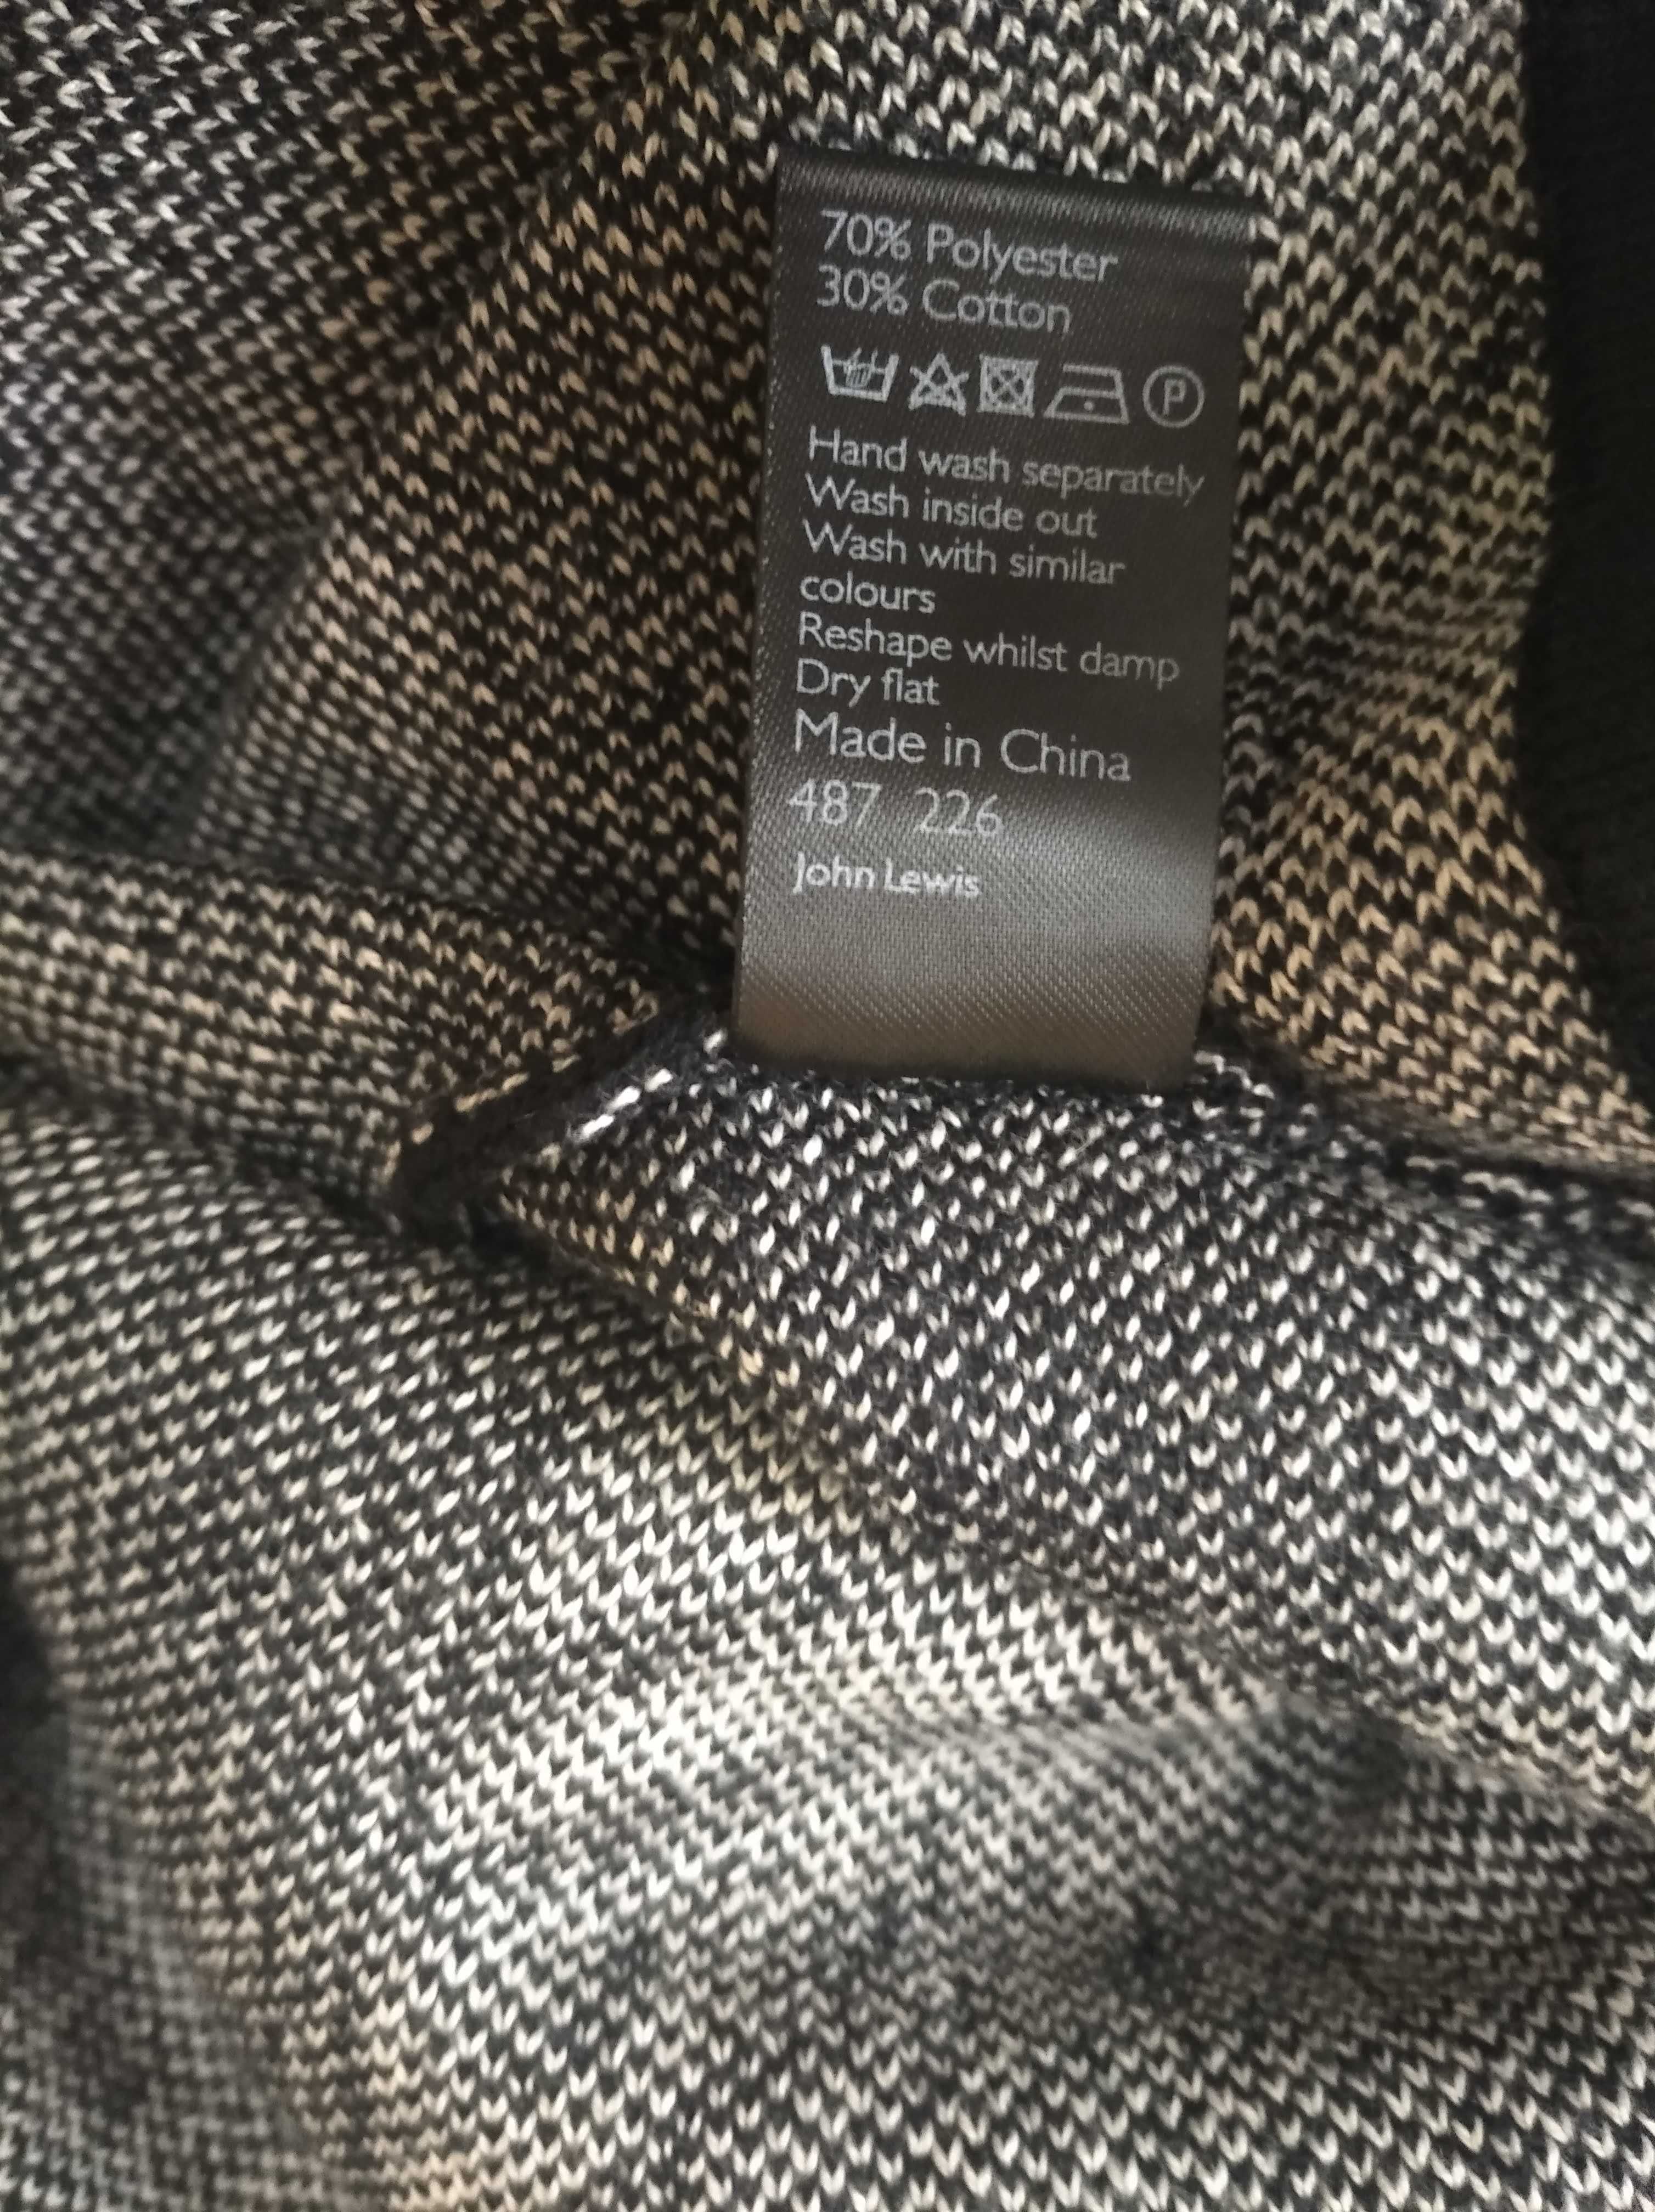 70% Polyester
30% Cotton
P
Hand wash separately
Wash inside out
Wash with similar
colours
Reshape whilst damp
Dry flat
Made in China
487 226
John Lewis